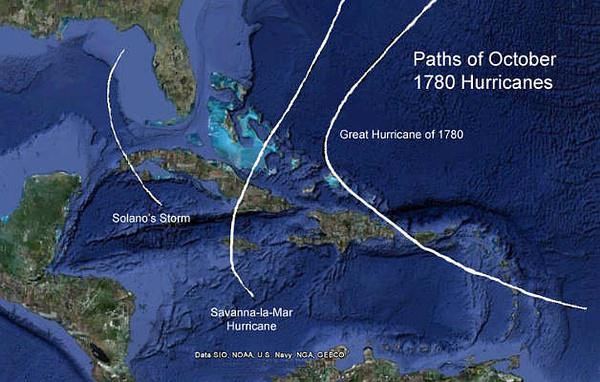 Paths of October
1780 Hurricanes
Great Hurricane of 1780
Solano's Storm
Savanna-la-Mar
Hurricane
Data SIO, NOAA, U.S. Navy, NGA, GEBCO